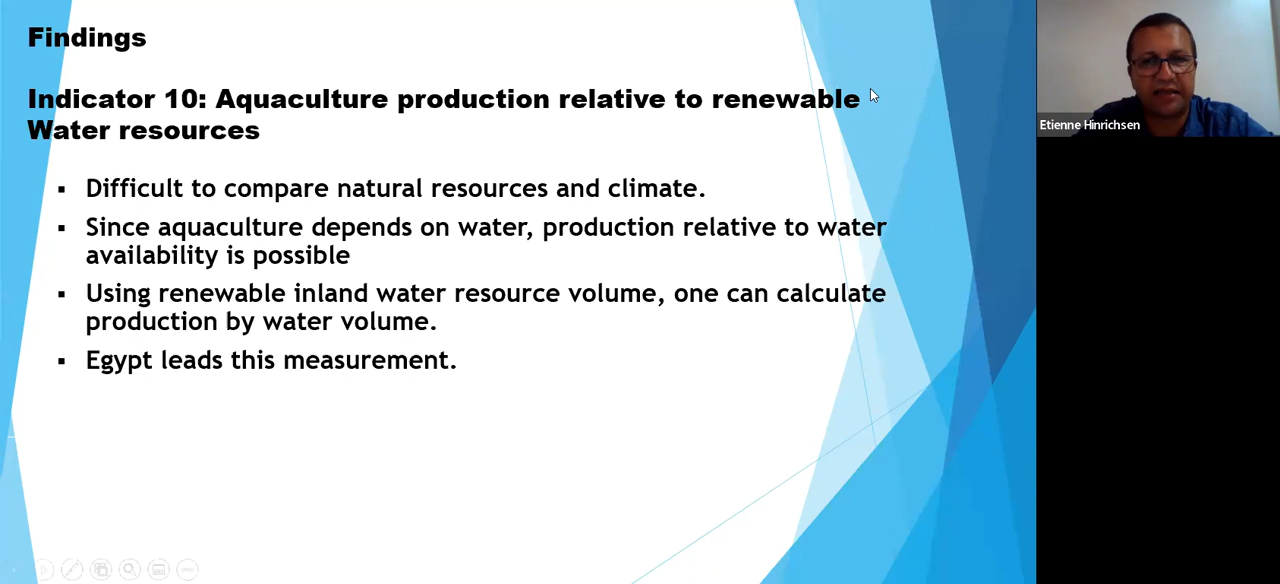 Findings
Indicator 10: Aquaculture production relative to renewable
Water resources
▪ Difficult to compare natural resources and climate.
▪ Since aquaculture depends on water, production relative to water
availability is possible
▪ Using renewable inland water resource volume, one can calculate
production by water volume.
▪ Egypt leads this measurement.
Etienne Hinrichsen